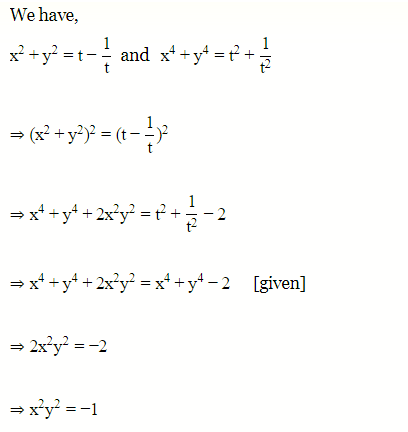 We have,
x² + y² = t − 1/t and x⁴ + y⁴ = t² + 1/t²
⇒ (x² + y²)² = (t − 1/t)²
⇒ x⁴ + y⁴ + 2x²y² = t² + 1/t² − 2
⇒ x⁴ + y⁴ + 2x²y² = x⁴ + y⁴ − 2 [given]
⇒ 2x²y² = −2
⇒ x²y² = −1